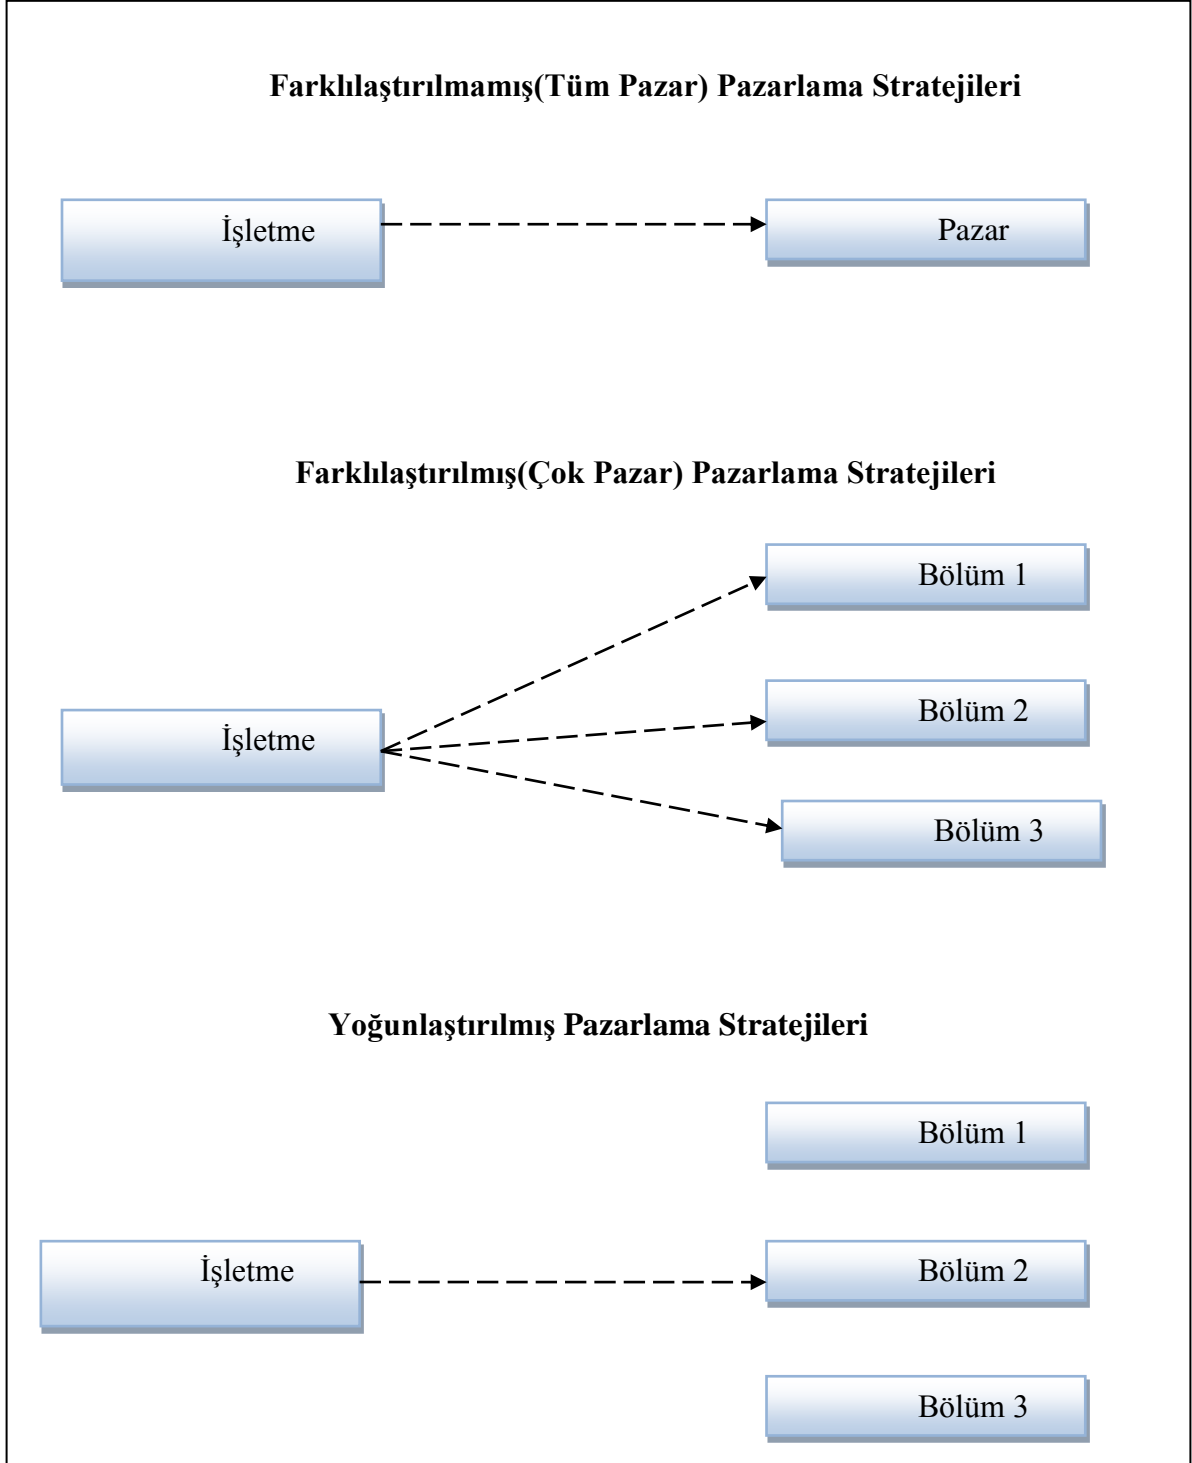 Farklılaştırılmamış(Tüm Pazar) Pazarlama Stratejileri
İşletme
Pazar
Farklılaştırılmış(Çok Pazar) Pazarlama Stratejileri
Bölüm 1
Bölüm 2
İşletme
Bölüm 3
Yoğunlaştırılmış Pazarlama Stratejileri
Bölüm 1
İşletme
Bölüm 2
Bölüm 3